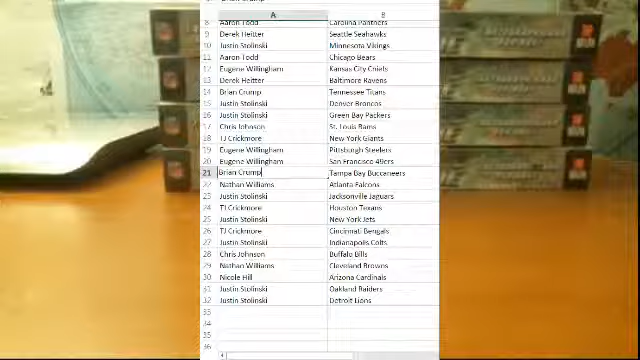 A B
8 Aaron Todd Carolina Panthers
9 Derek Heitter Seattle Seahawks
10 Justin Stolinski Minnesota Vikings
11 Aaron Todd Chicago Bears
12 Eugene Willingham Kansas City Chiefs
13 Derek Heitter Baltimore Ravens
14 Brian Crump Tennessee Titans
15 Justin Stolinski Denver Broncos
16 Justin Stolinski Green Bay Packers
17 Chris Johnson St. Louis Rams
18 TJ Crickmore New York Giants
19 Eugene Willingham Pittsburgh Steelers
20 Eugene Willingham San Francisco 49ers
21 Brian Crump Tampa Bay Buccaneers
22 Nathan Williams Atlanta Falcons
23 Justin Stolinski Jacksonville Jaguars
24 TJ Crickmore Houston Texans
25 Justin Stolinski New York Jets
26 TJ Crickmore Cincinnati Bengals
27 Justin Stolinski Indianapolis Colts
28 Chris Johnson Buffalo Bills
29 Nathan Williams Cleveland Browns
30 Nicole Hill Arizona Cardinals
31 Justin Stolinski Oakland Raiders
32 Justin Stolinski Detroit Lions
33
34
35
36